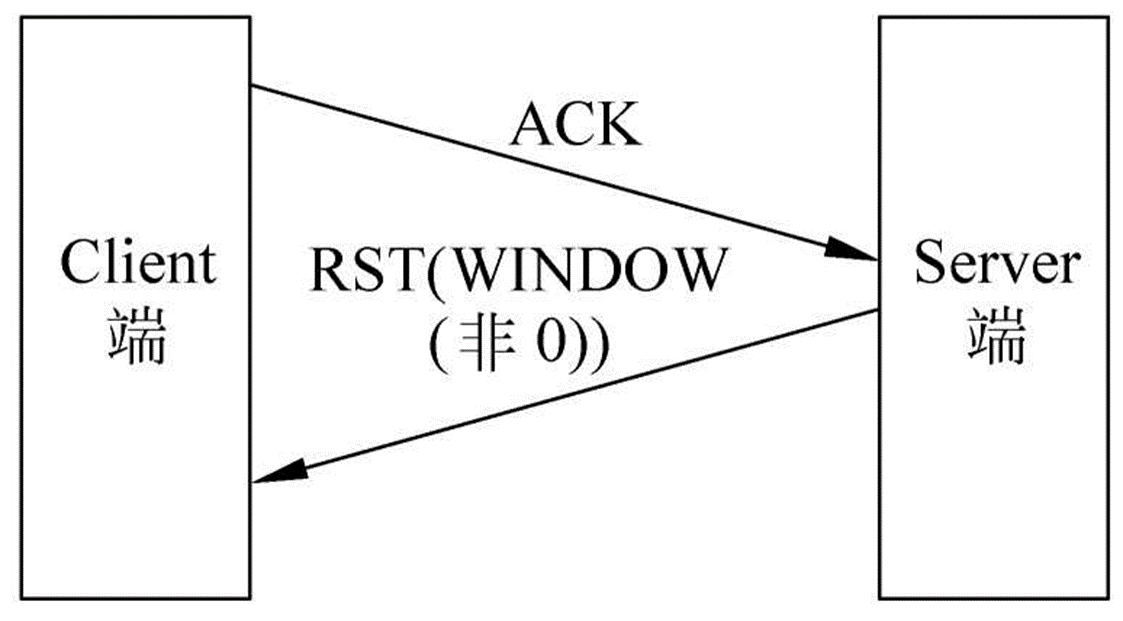 ACK
Client
端
RST(WINDOW
(非 0))
Server
端